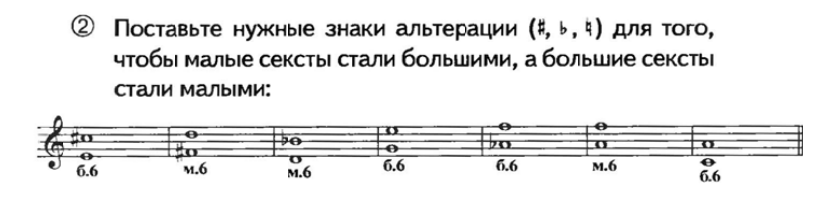 ② Поставьте нужные знаки альтерации (♯, ♭, ♮) для того,
чтобы малые сексты стали большими, а большие сексты
стали малыми:
б.6 м.6 м.6 б.6 б.6 м.6 б.6